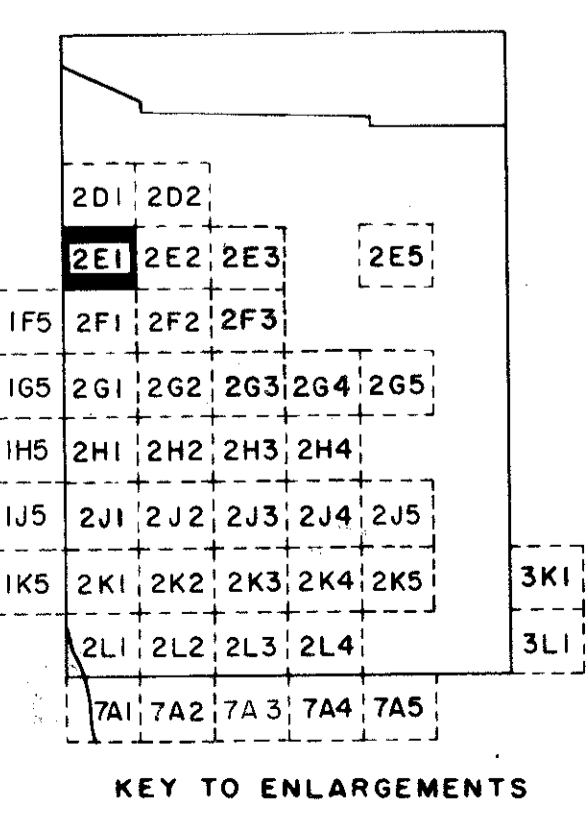 2D1 2D2
2E1 2E2 2E3 2E5
1F5 2F1 2F2 2F3
1G5 2G1 2G2 2G3 2G4 2G5
1H5 2H1 2H2 2H3 2H4
1J5 2J1 2J2 2J3 2J4 2J5
1K5 2K1 2K2 2K3 2K4 2K5 3K1
2L1 2L2 2L3 2L4 3L1
7A1 7A2 7A3 7A4 7A5
KEY TO ENLARGEMENTS